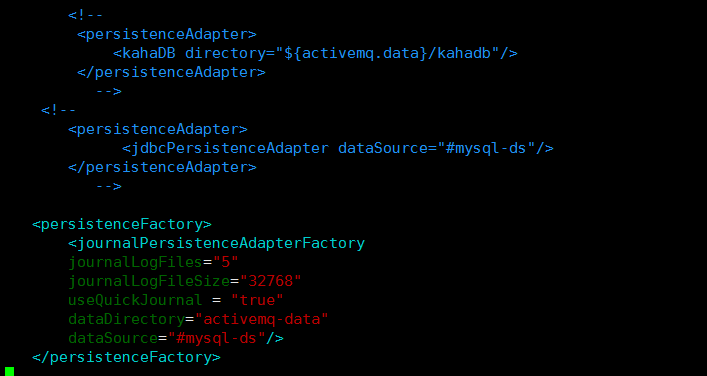 <!--
<persistenceAdapter>
<kahaDB directory="${activemq.data}/kahadb"/>
</persistenceAdapter>
-->
<!--
<persistenceAdapter>
<jdbcPersistenceAdapter dataSource="#mysql-ds"/>
</persistenceAdapter>
-->
<persistenceFactory>
<journalPersistenceAdapterFactory
journalLogFiles="5"
journalLogFileSize="32768"
useQuickJournal = "true"
dataDirectory="activemq-data"
dataSource="#mysql-ds"/>
</persistenceFactory>